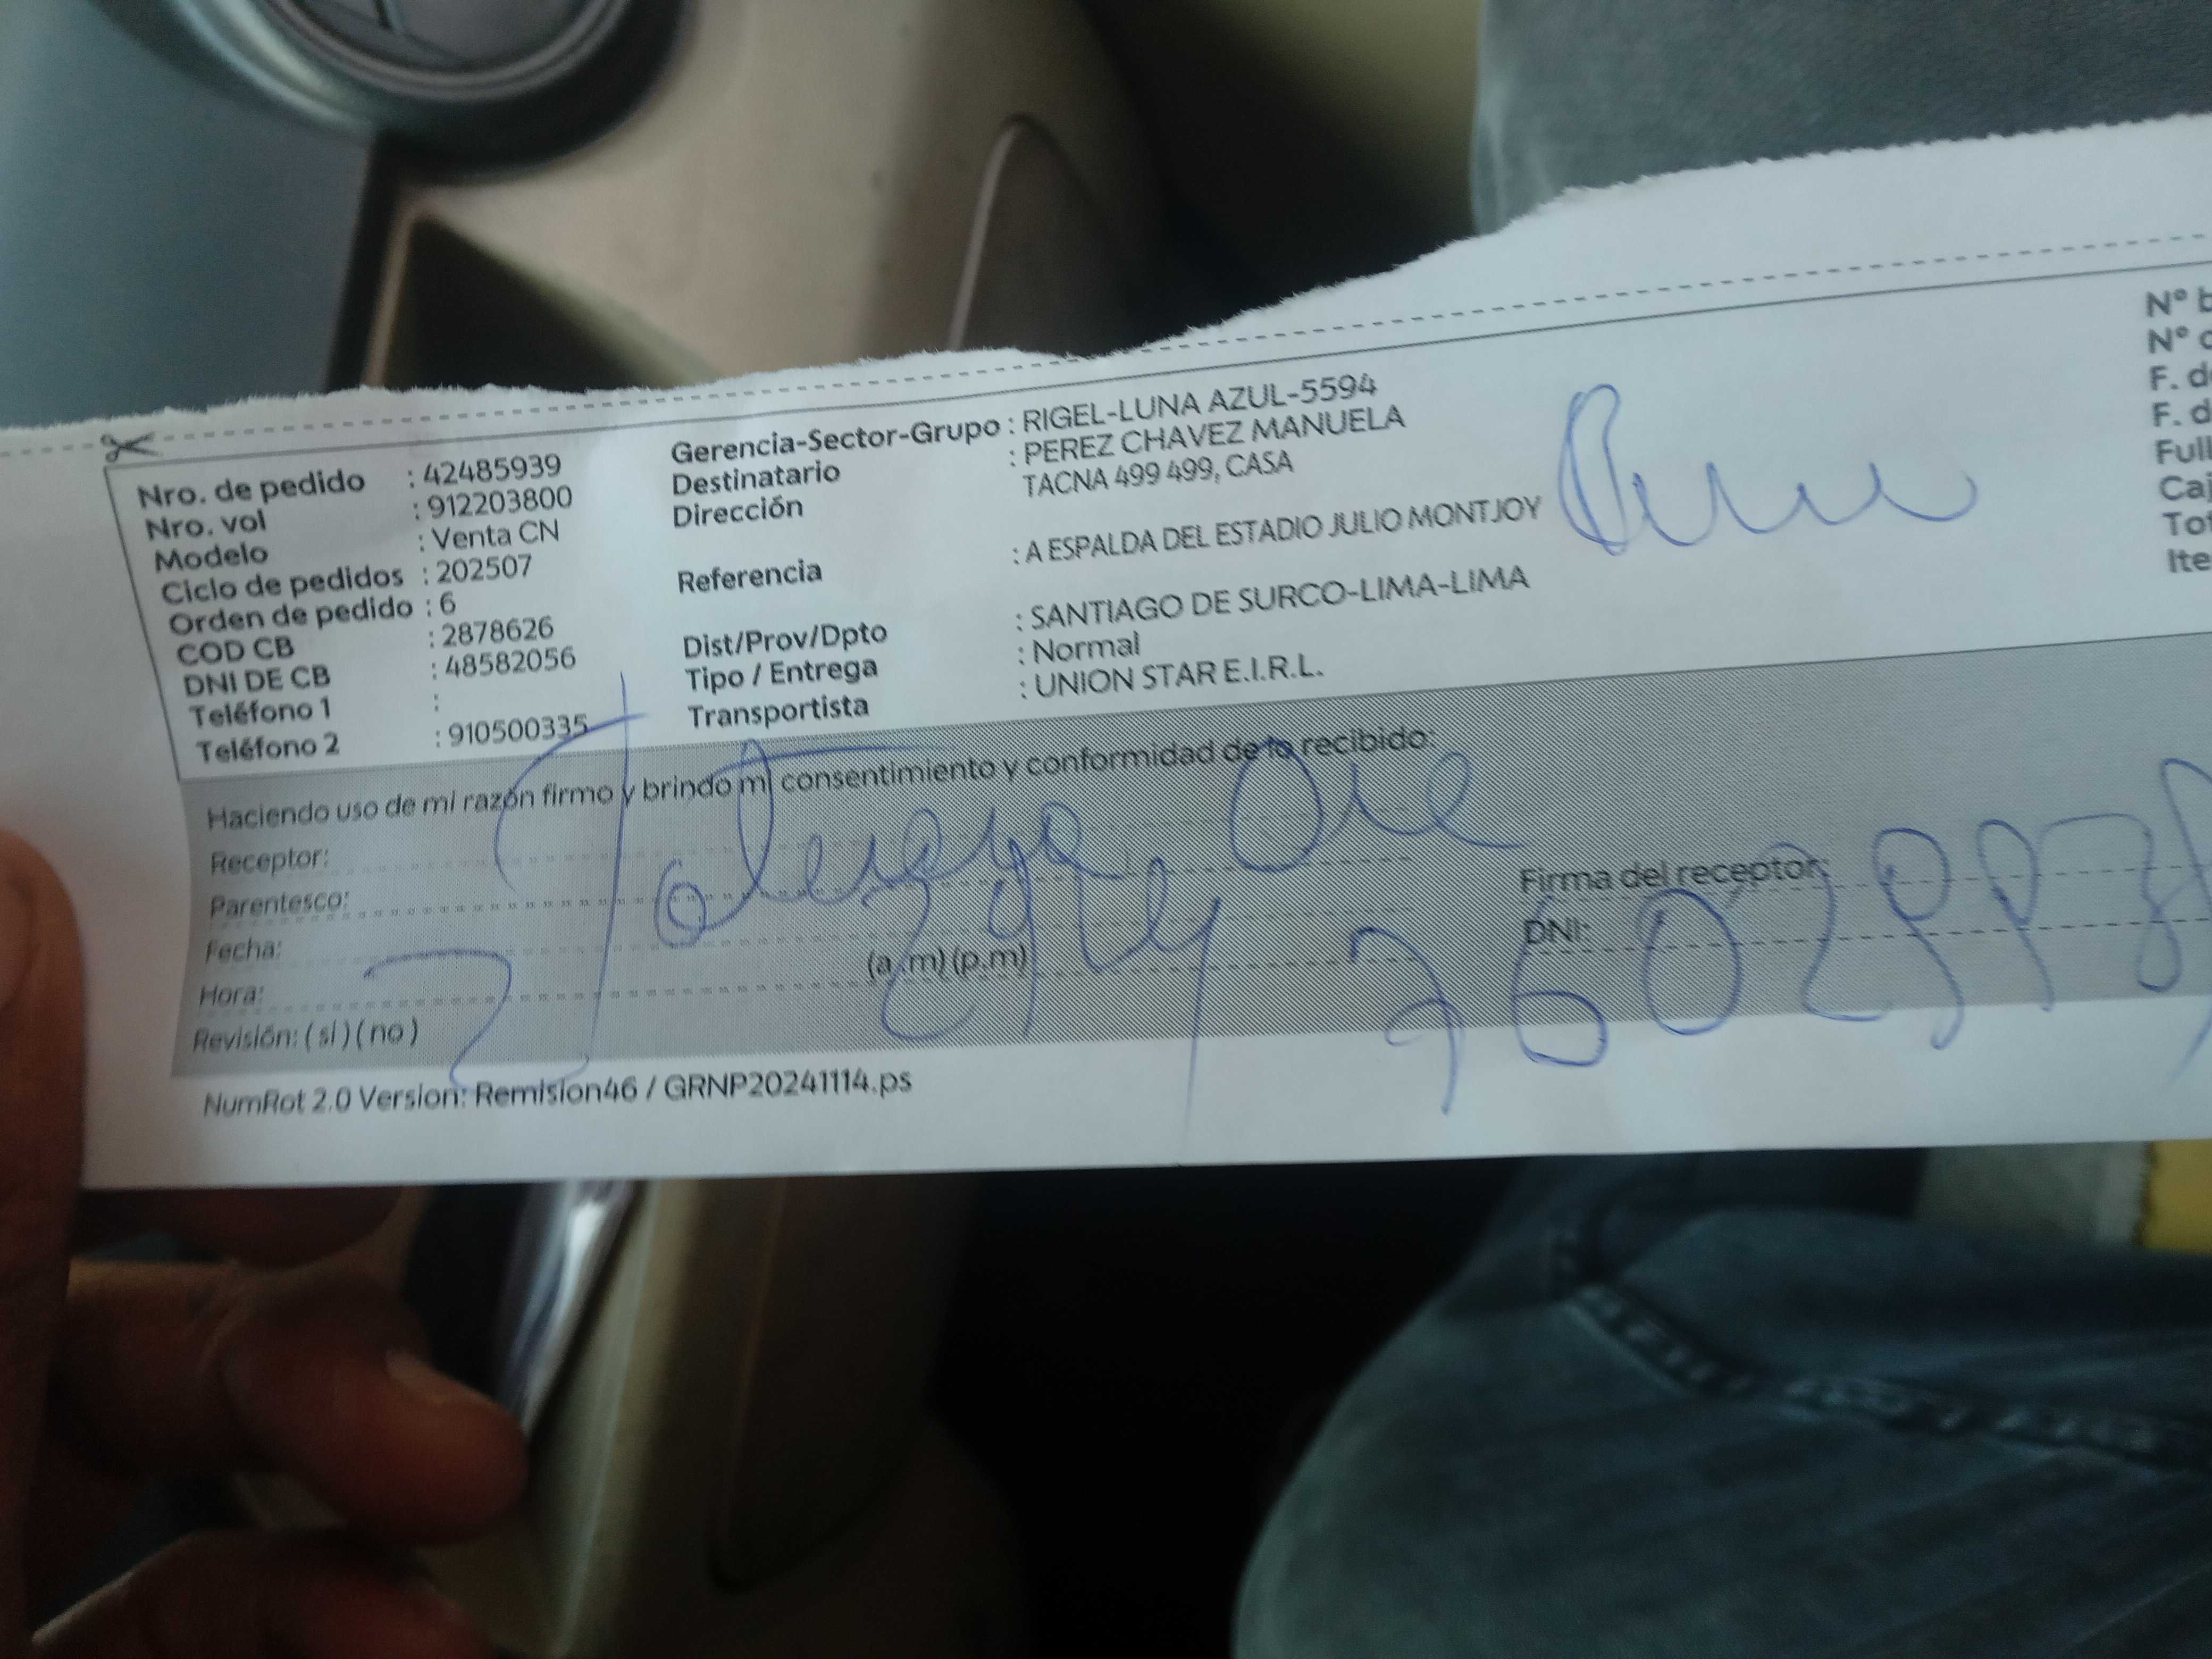 Nro. de pedido : 42485939
Nro. vol : 912203800
Modelo : Venta CN
Ciclo de pedidos : 202507
Orden de pedido : 6
COD CB : 2878626
DNI DE CB : 48582056
Teléfono 1 :
Teléfono 2 : 910500335
Gerencia-Sector-Grupo : RIGEL-LUNA AZUL-5594
Destinatario : PEREZ CHAVEZ MANUELA
Dirección TACNA 499 499, CASA
Referencia : A ESPALDA DEL ESTADIO JULIO MONTJOY
Dist/Prov/Dpto : SANTIAGO DE SURCO-LIMA-LIMA
Tipo / Entrega : Normal
Transportista : UNION STAR E.I.R.L.
N°
N°
F.
F.
Haciendo uso de mi razón firmo y brindo mi consentimiento y conformidad de lo recibido:
Receptor:
Parentesco:
Fecha:
Hora: (a.m) (p.m)
Revisión: ( si ) ( no )
Firma del receptor:
DNI:
NumRot 2.0 Version: Remision46 / GRNP20241114.ps